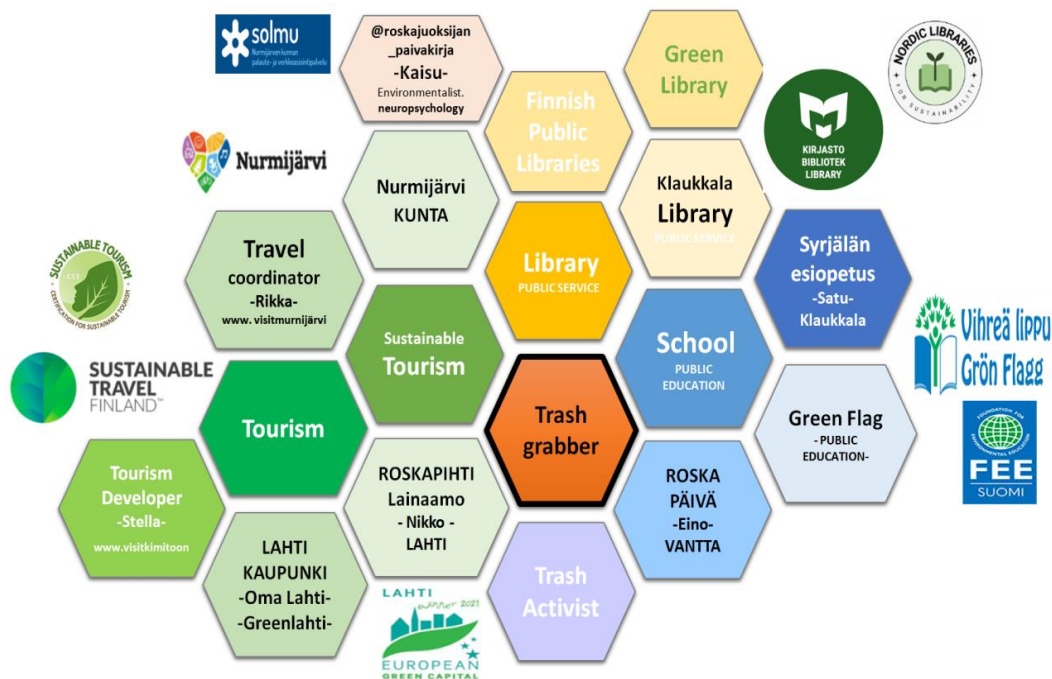 solmu
Nurmijärven kunnan
palaute- ja verkkoasiointipalvelu
@roskajuoksijan
_paivakirja
-Kaisu-
Environmentalist.
neuropsychology
Green
Library
NORDIC LIBRARIES
FOR SUSTAINABILITY
Finnish
Public
Libraries
KIRJASTO
BIBLIOTEK
LIBRARY
Nurmijärvi
Nurmijärvi
KUNTA
Klaukkala
Library
PUBLIC SERVICE
Travel
coordinator
-Rikka-
www. visitmurnijärvi
Library
PUBLIC SERVICE
Syrjälän
esiopetus
-Satu-
Klaukkala
SUSTAINABLE TOURISM
CST
CERTIFICATION FOR SUSTAINABLE TOURISM
Sustainable
Tourism
School
PUBLIC
EDUCATION
Vihreä lippu
Grön Flagg
SUSTAINABLE
TRAVEL
FINLAND™
Tourism
Trash
grabber
Green Flag
- PUBLIC
EDUCATION-
FOUNDATION FOR
ENVIRONMENTAL EDUCATION
FEE
SUOMI
Tourism
Developer
-Stella-
www.visitkimitoon
ROSKAPIHTI
Lainaamo
- Nikko -
LAHTI
ROSKA
PÄIVÄ
-Eino-
VANTTA
LAHTI
KAUPUNKI
-Oma Lahti-
-Greenlahti-
Trash
Activist
LAHTI
winner 2021
EUROPEAN
GREEN CAPITAL